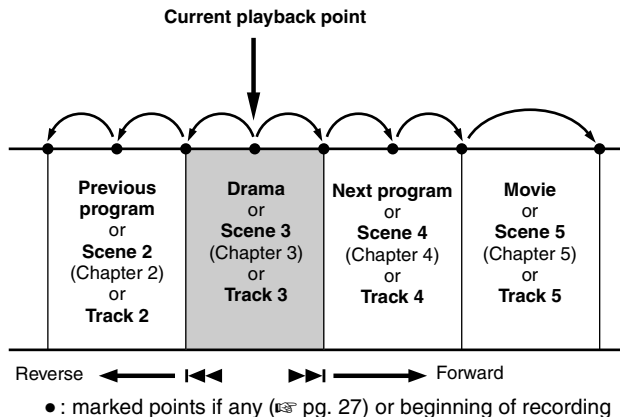 Current playback point
Previous
program
or
Scene 2
(Chapter 2)
or
Track 2
Drama
or
Scene 3
(Chapter 3)
or
Track 3
Next program
or
Scene 4
(Chapter 4)
or
Track 4
Movie
or
Scene 5
(Chapter 5)
or
Track 5
Reverse
Forward
● : marked points if any (☞ pg. 27) or beginning of recording